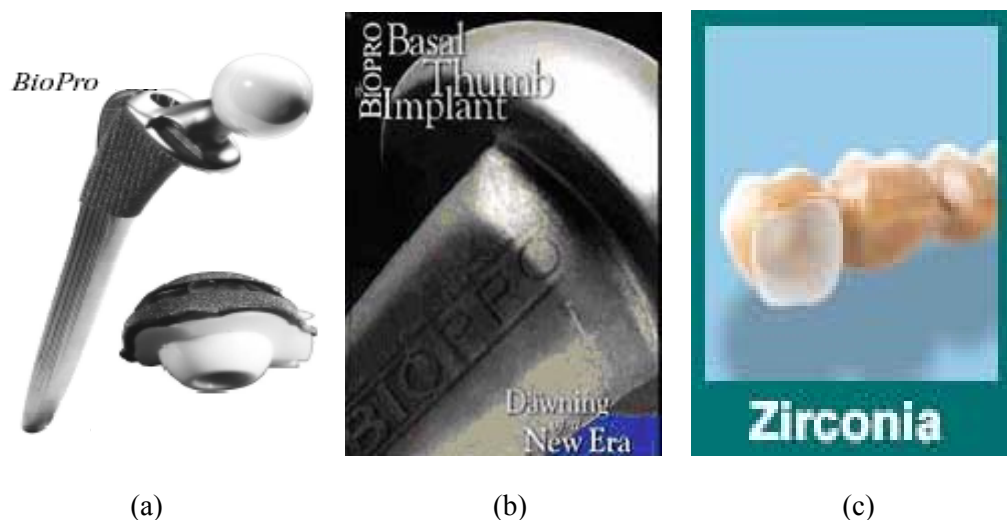 BioPro
BIOPRO
Basal
Thumb
Implant
BIOPRO
Dawning
New Era
Zirconia
(a)
(b)
(c)